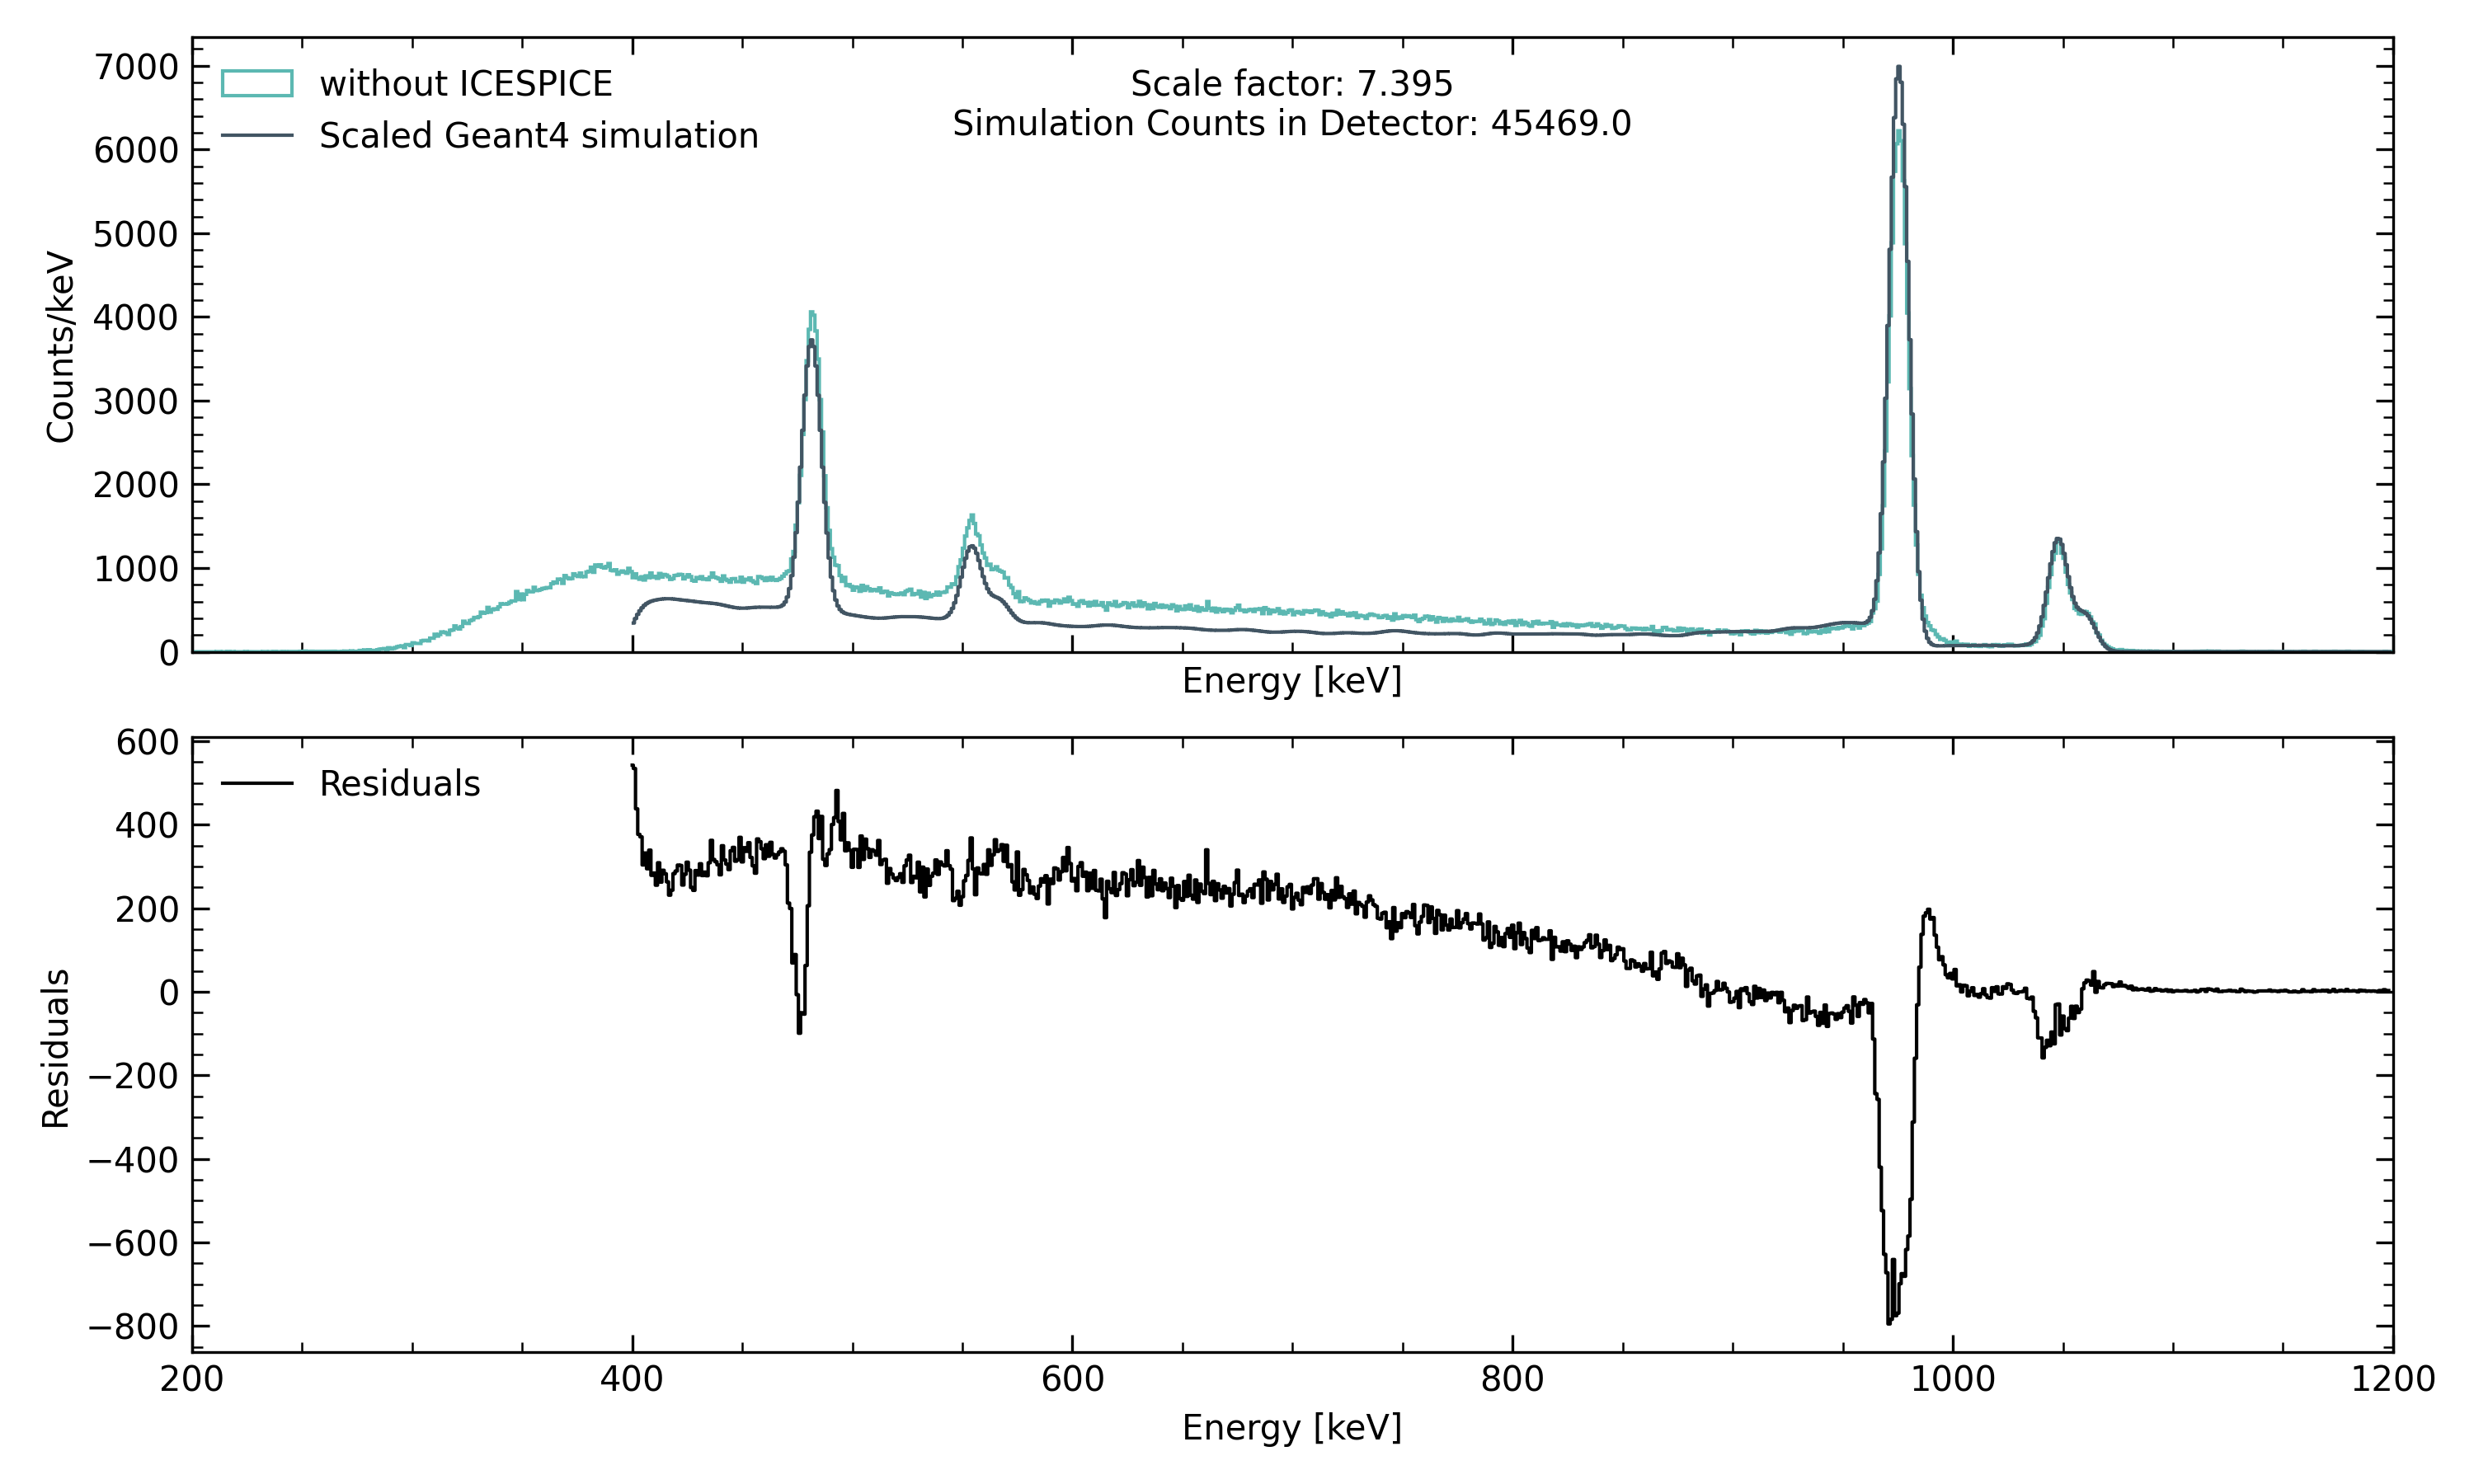 7000
6000
5000
4000
3000
2000
1000
0
Counts/keV
without ICESPICE
Scaled Geant4 simulation
Scale factor: 7.395
Simulation Counts in Detector: 45469.0
Energy [keV]
600
400
200
0
−200
−400
−600
−800
Residuals
Residuals
200 400 600 800 1000 1200
Energy [keV]